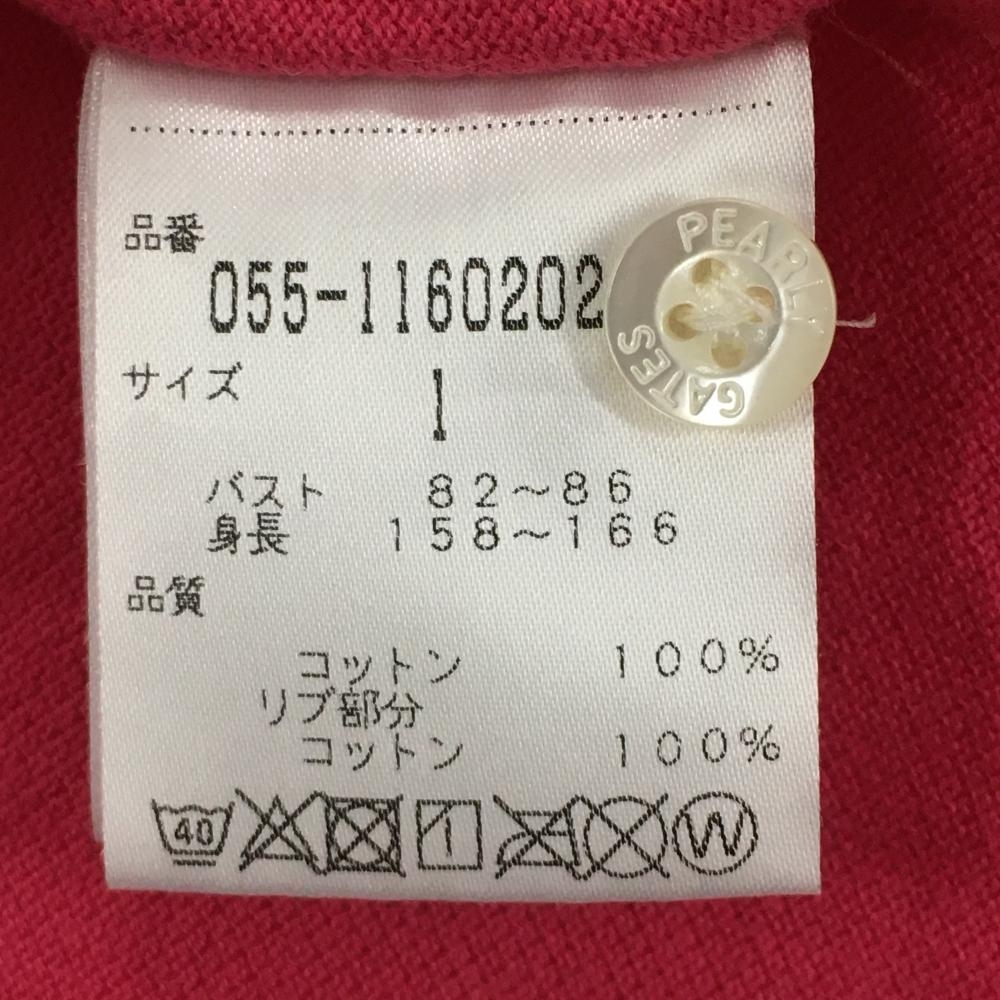 品番
055-1160202
サイズ
1
バスト 82～86
身長 158～166
品質
コットン 100%
リブ部分
コットン 100%
40 1 W
PEARLY
GATES